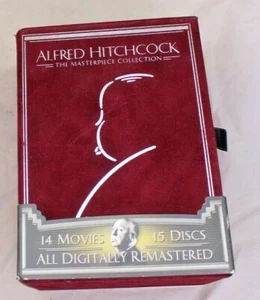 ALFRED HITCHCOCK
THE MASTERPIECE COLLECTION
14 MOVIES 15 DISCS
ALL DIGITALLY REMASTERED